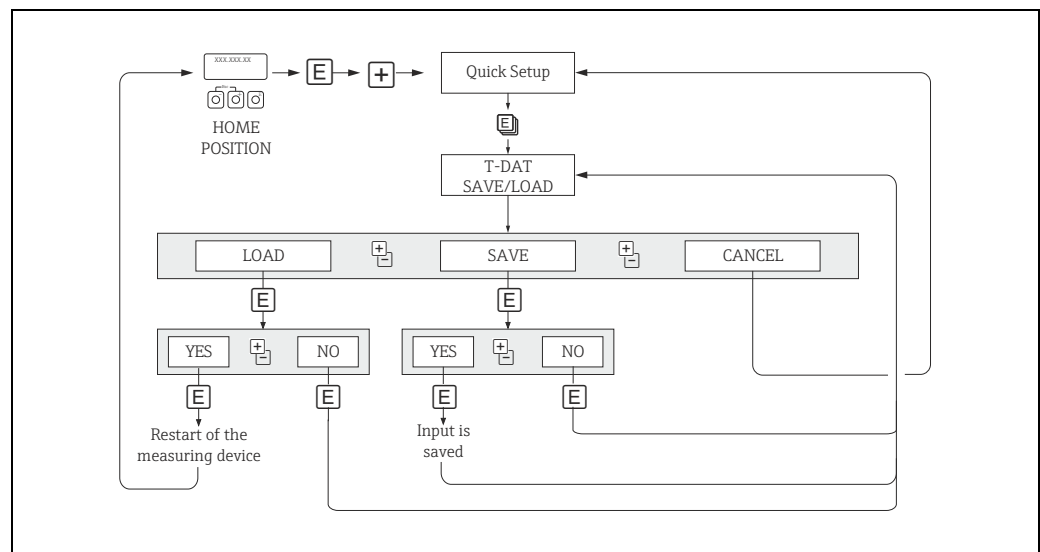 xxx.xxx.xx
E
+
Quick Setup
Esc
HOME
POSITION
E
T-DAT
SAVE/LOAD
LOAD
+
-
SAVE
+
-
CANCEL
E
E
YES
+
-
NO
YES
+
-
NO
E
E
E
E
Restart of the
measuring device
Input is
saved